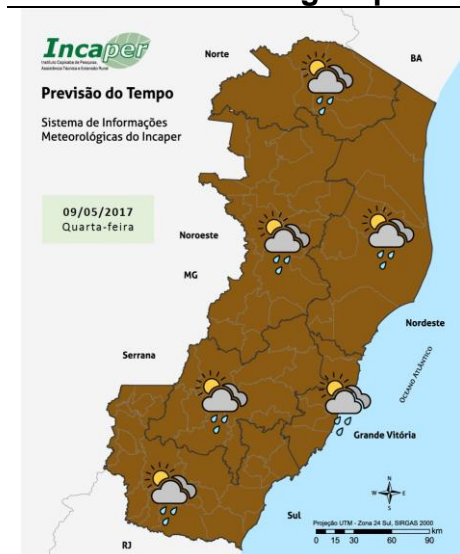 Incaper
Instituto Capixaba de Pesquisa,
Assistência Técnica e Extensão Rural
Previsão do Tempo
Sistema de Informações
Meteorológicas do Incaper
09/05/2017
Quarta-feira
Norte
BA
Noroeste
MG
Nordeste
Serrana
OCEANO ATLÂNTICO
Grande Vitória
Sul
RJ
N
W
E
S
Projeção UTM - Zona 24 Sul, SIRGAS 2000
km
0 15 30 60 90